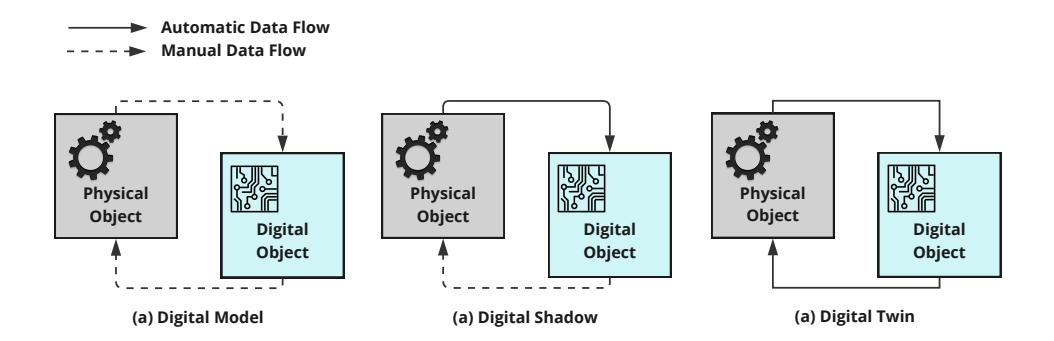 Automatic Data Flow
Manual Data Flow
Physical
Object
Digital
Object
(a) Digital Model
Physical
Object
Digital
Object
(a) Digital Shadow
Physical
Object
Digital
Object
(a) Digital Twin